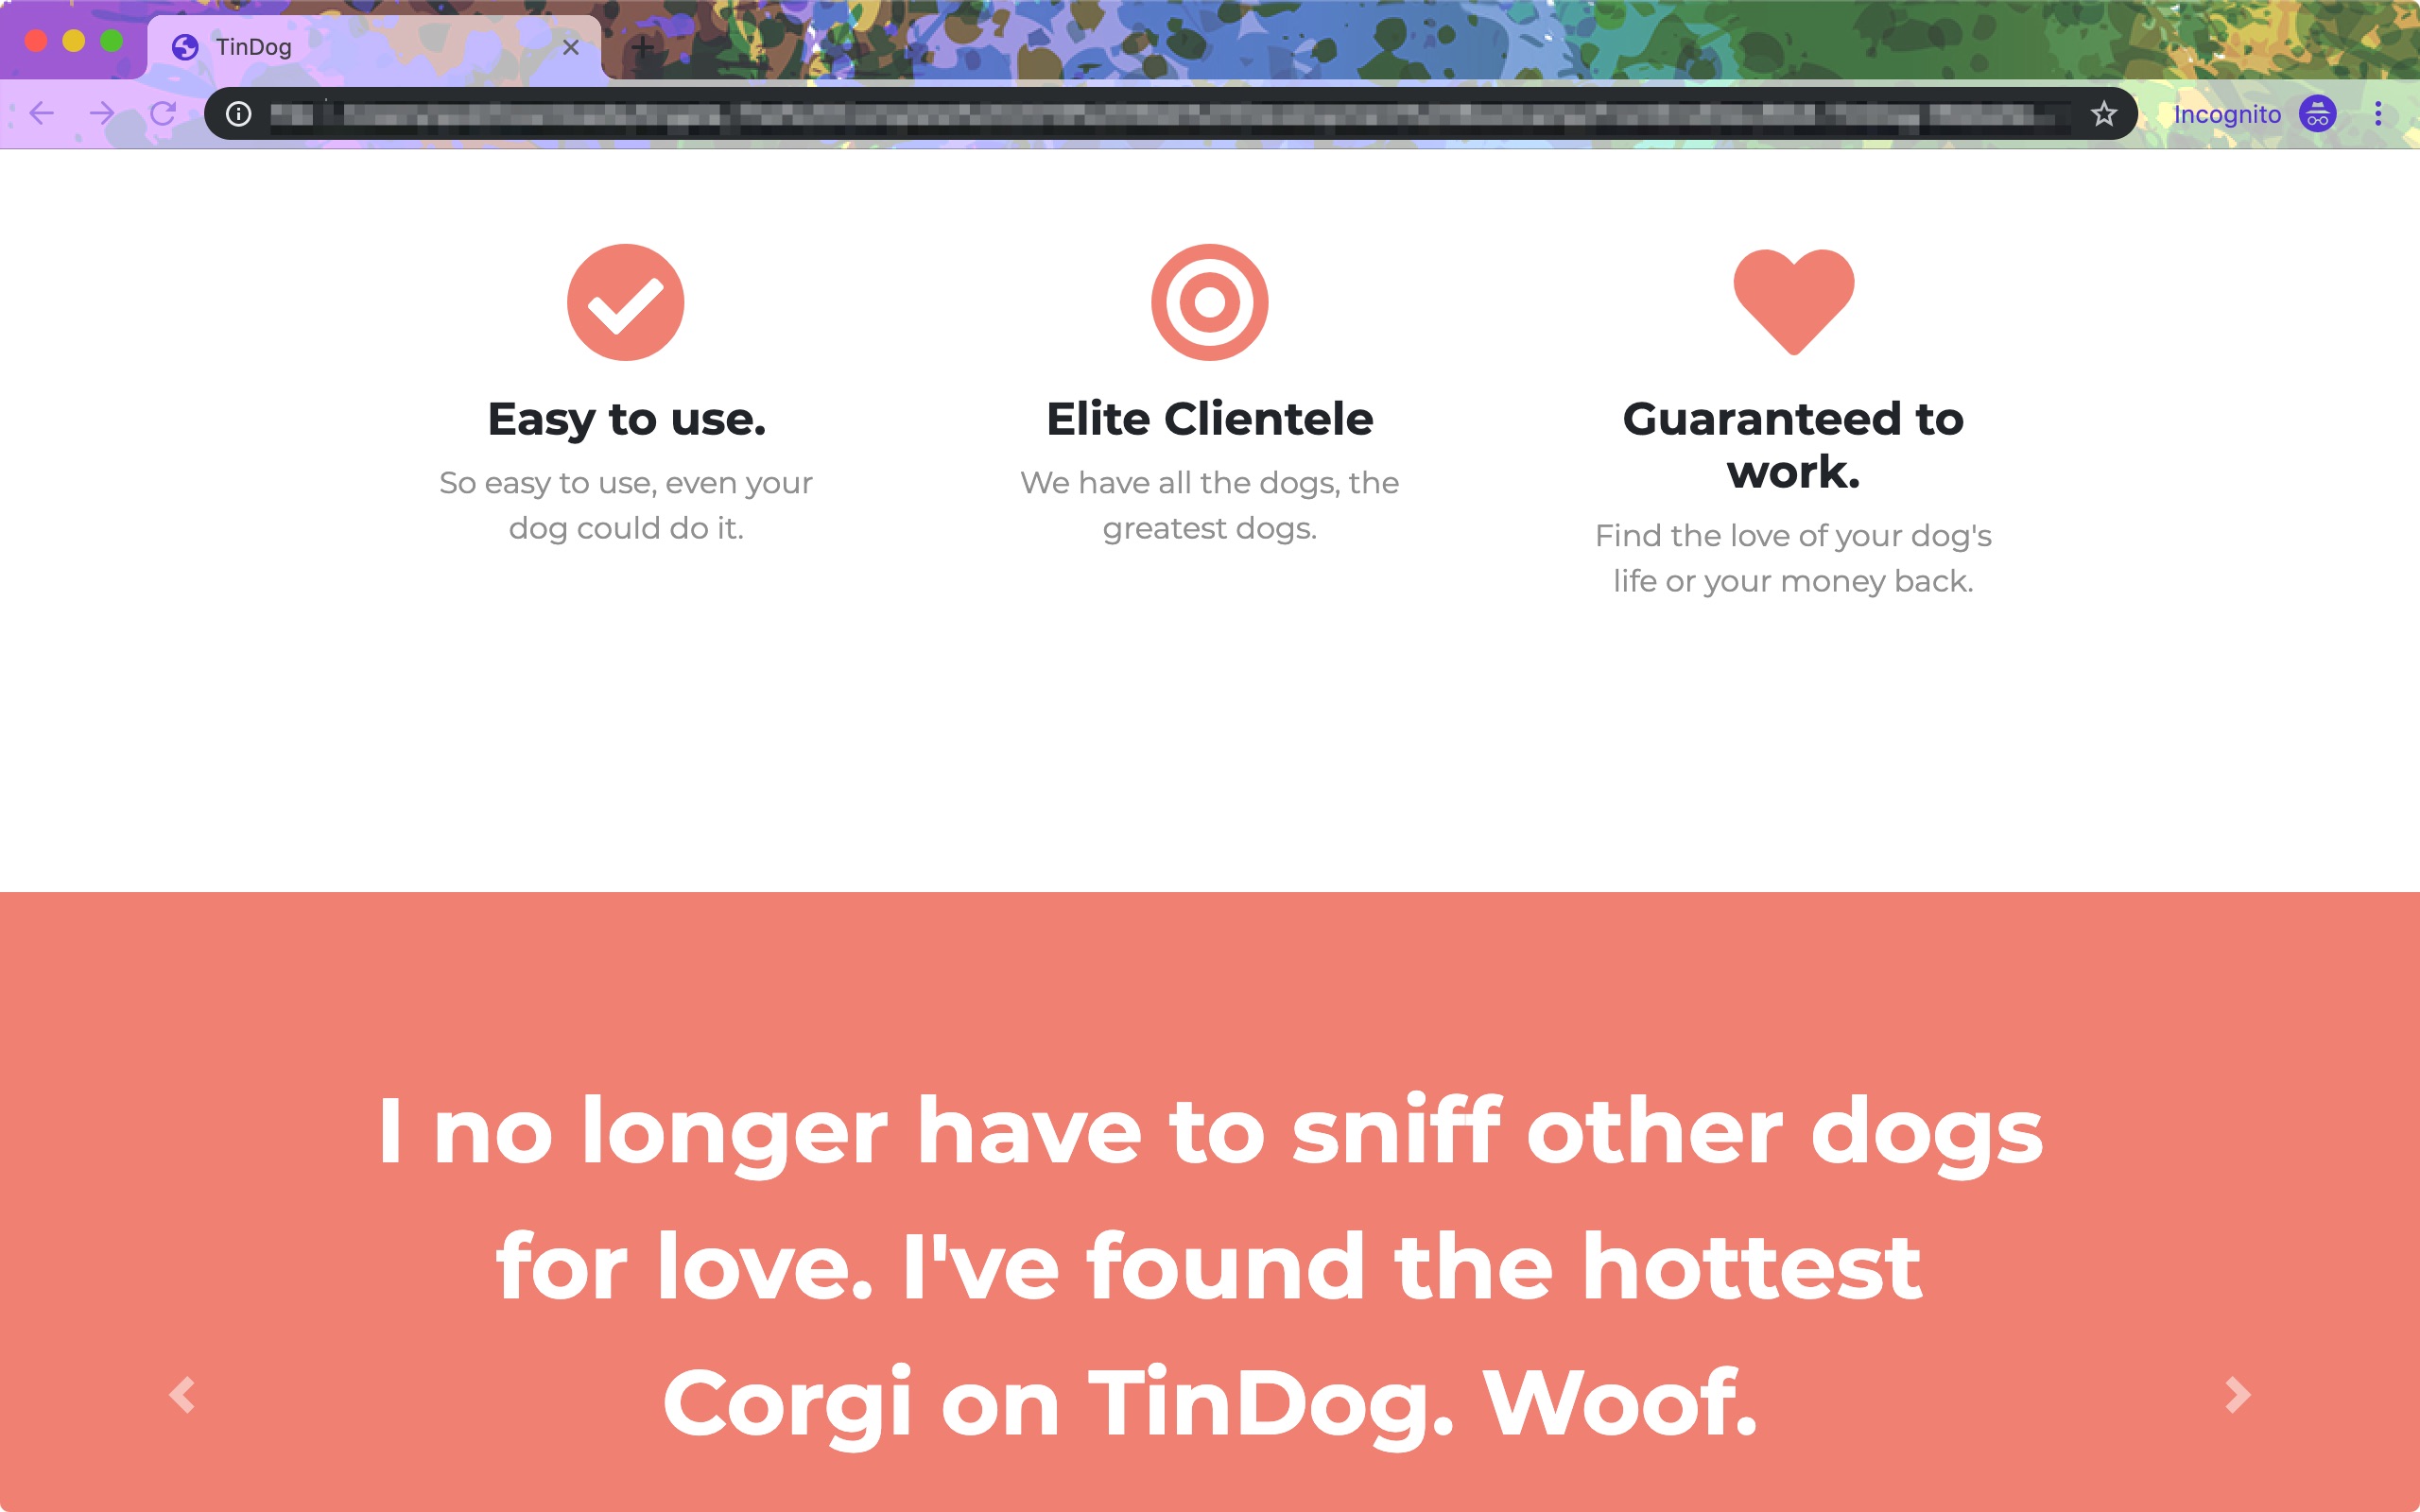 TinDog
Incognito
Easy to use.
So easy to use, even your
dog could do it.
Elite Clientele
We have all the dogs, the
greatest dogs.
Guaranteed to
work.
Find the love of your dog's
life or your money back.
I no longer have to sniff other dogs
for love. I've found the hottest
Corgi on TinDog. Woof.